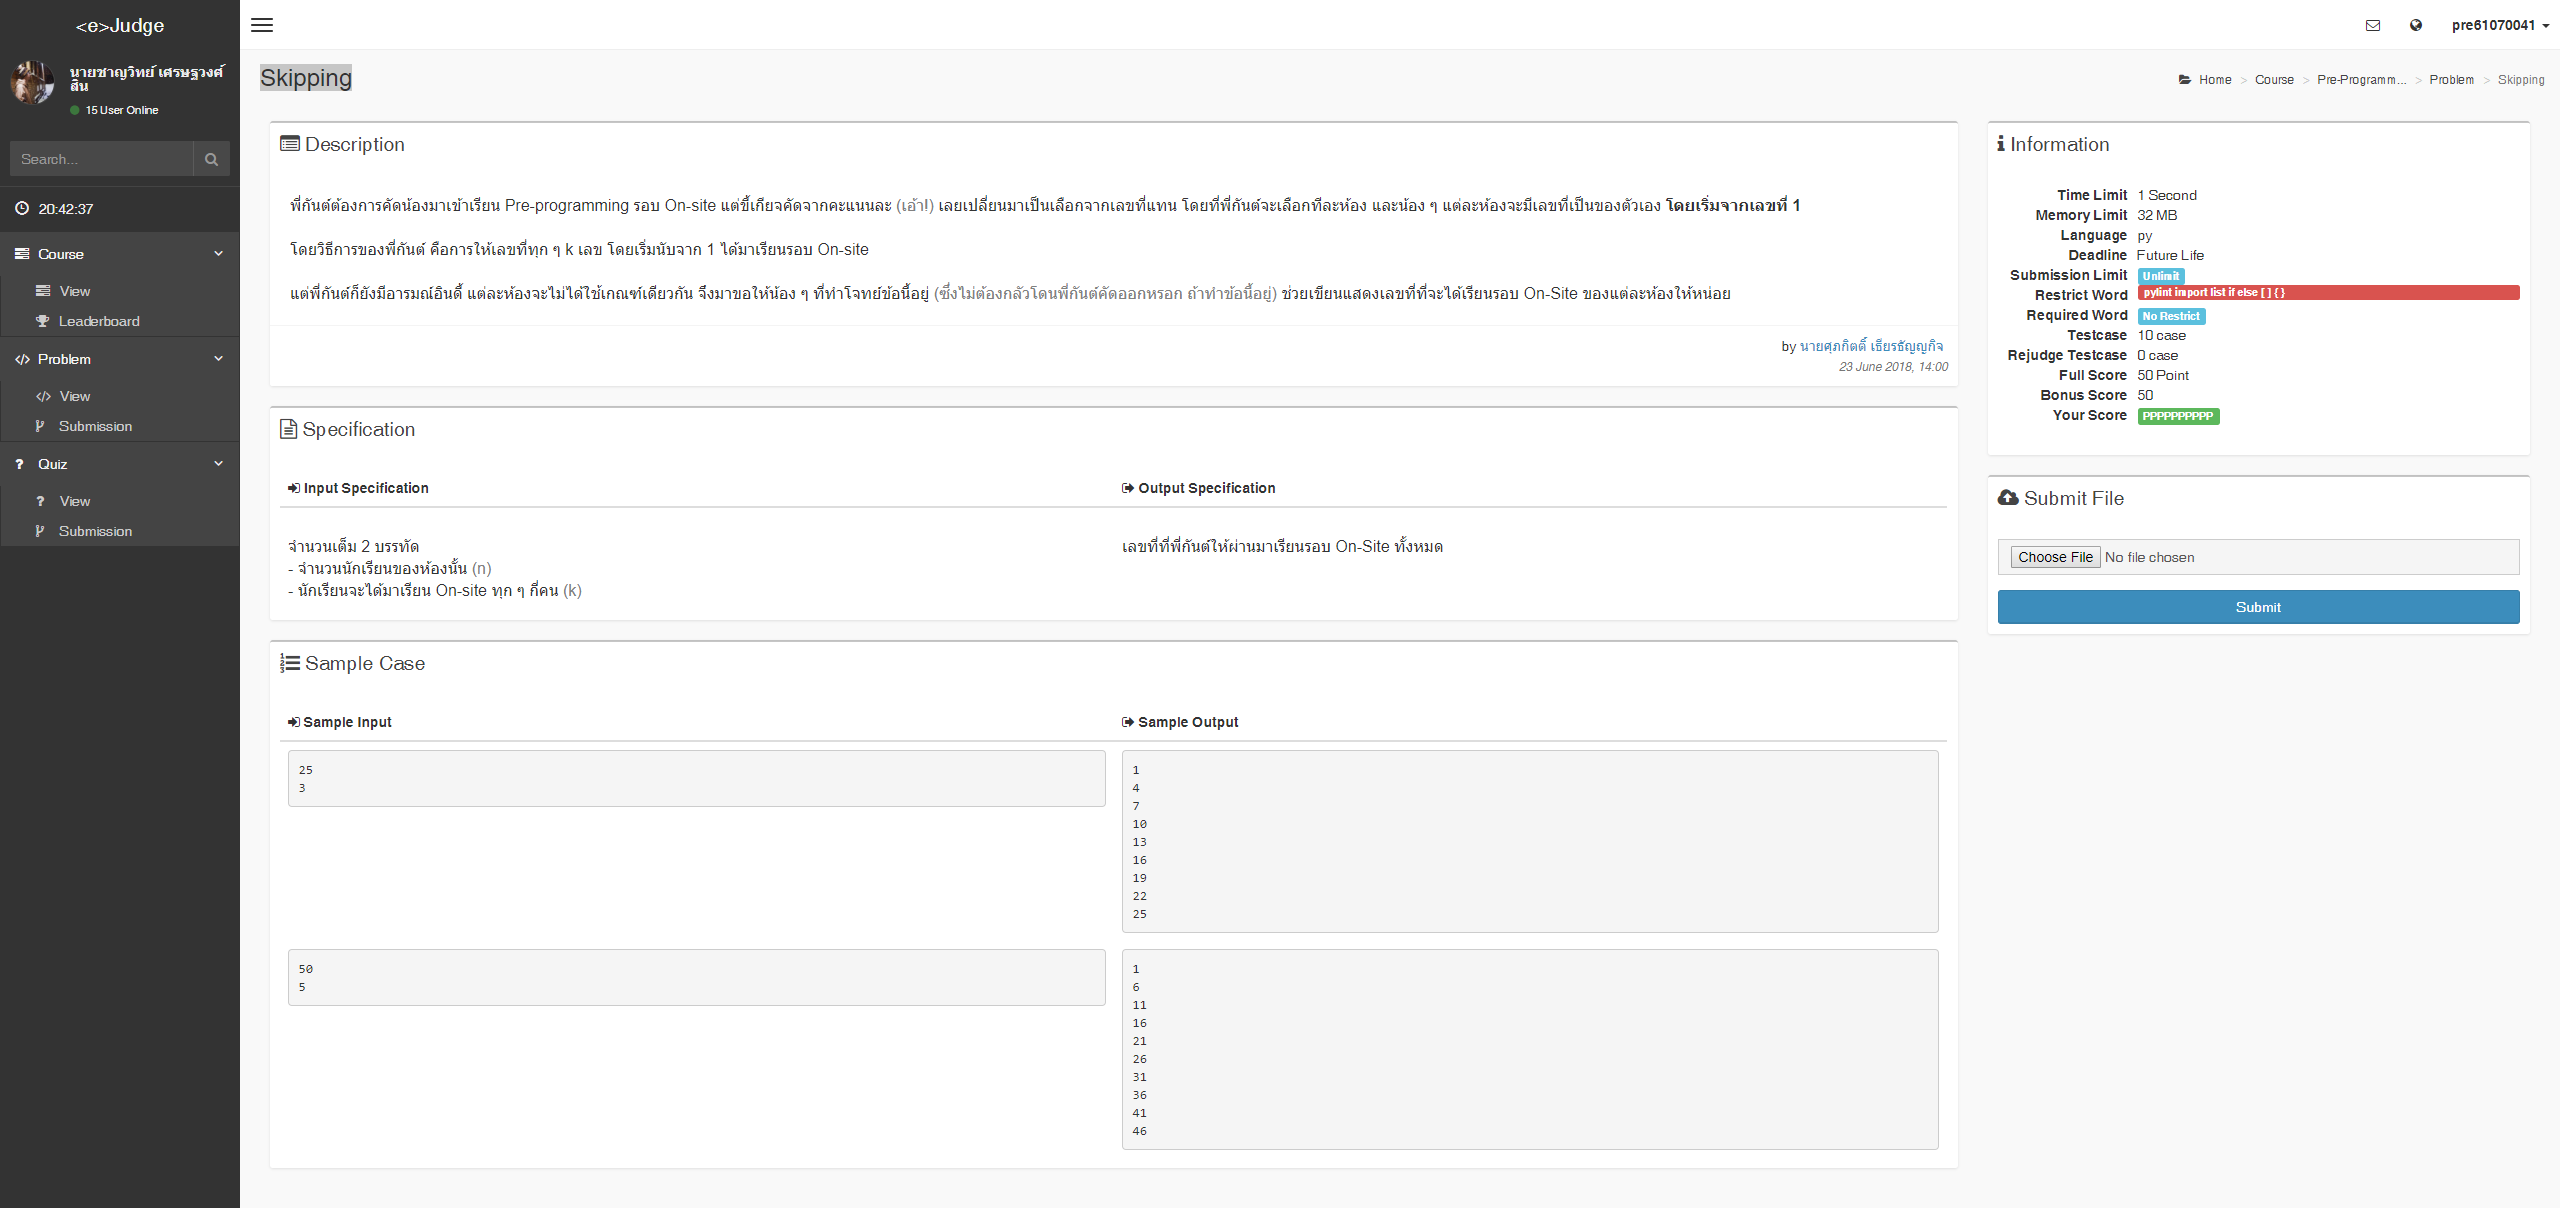 <e>Judge
pre61070041
นายชาญวิทย์ เศรษฐวงศ์
สิน
15 User Online
Search...
20:42:37
Course
View
Leaderboard
Problem
View
Submission
Quiz
View
Submission
Skipping
Home > Course > Pre-Programm... > Problem > Skipping
Description
พี่กันต์ต้องการคัดน้องมาเข้าเรียน Pre-programming รอบ On-site แต่ขี้เกียจคัดจากคะแนนละ (เอ้า!) เลยเปลี่ยนมาเป็นเลือกจากเลขที่แทน โดยที่พี่กันต์จะเลือกทีละห้อง และน้อง ๆ แต่ละห้องจะมีเลขที่เป็นของตัวเอง โดยเริ่มจากเลขที่ 1
โดยวิธีการของพี่กันต์ คือการให้เลขที่ทุก ๆ k เลข โดยเริ่มนับจาก 1 ได้มาเรียนรอบ On-site
แต่พี่กันต์ก็ยังมีอารมณ์อินดี้ แต่ละห้องจะไม่ได้ใช้เกณฑ์เดียวกัน จึงมาขอให้น้อง ๆ ที่ทำโจทย์ข้อนี้อยู่ (ซึ่งไม่ต้องกลัวโดนพี่กันต์คัดออกหรอก ถ้าทำข้อนี้อยู่) ช่วยเขียนแสดงเลขที่ที่จะได้เรียนรอบ On-Site ของแต่ละห้องให้หน่อย
by นายศุภกิตติ์ เธียรธัญญกิจ
23 June 2018, 14:00
Specification
Input Specification
จำนวนเต็ม 2 บรรทัด
- จำนวนนักเรียนของห้องนั้น (n)
- นักเรียนจะได้มาเรียน On-site ทุก ๆ กี่คน (k)
Output Specification
เลขที่ที่พี่กันต์ให้ผ่านมาเรียนรอบ On-Site ทั้งหมด
Sample Case
Sample Input
Sample Output
25
3
1
4
7
10
13
16
19
22
25
50
5
1
6
11
16
21
26
31
36
41
46
Information
Time Limit 1 Second
Memory Limit 32 MB
Language py
Deadline Future Life
Submission Limit Unlimit
Restrict Word pylint import list if else [ ] { }
Required Word No Restrict
Testcase 10 case
Rejudge Testcase 0 case
Full Score 50 Point
Bonus Score 50
Your Score PPPPPPPPPP
Submit File
Choose File No file chosen
Submit